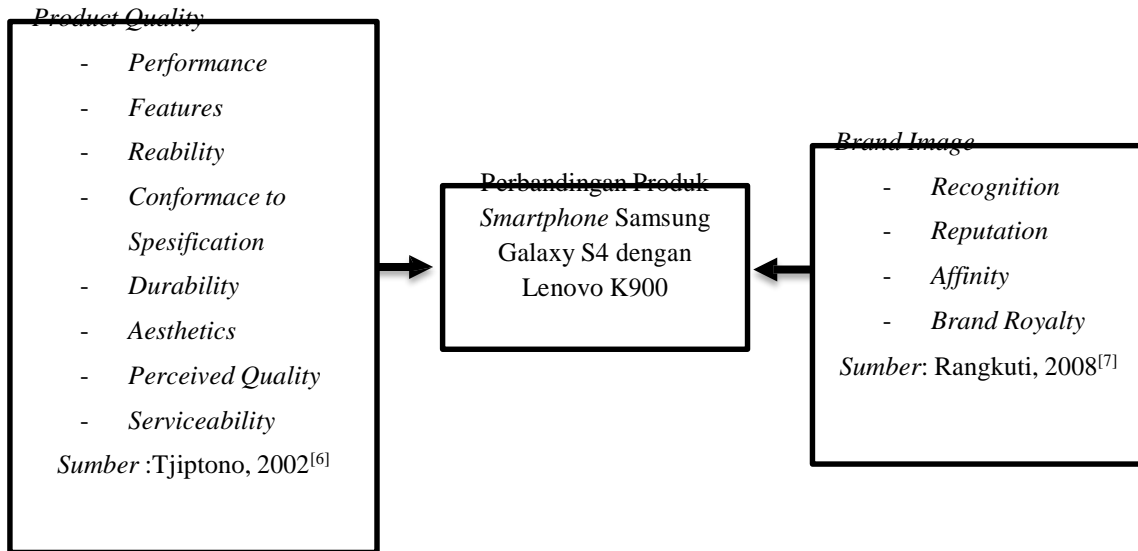 Product Quality
- Performance
- Features
- Reability
- Conformace to
Spesification
- Durability
- Aesthetics
- Perceived Quality
- Serviceability
Sumber :Tjiptono, 2002[6]
Perbandingan Produk
Smartphone Samsung
Galaxy S4 dengan
Lenovo K900
Brand Image
- Recognition
- Reputation
- Affinity
- Brand Royalty
Sumber: Rangkuti, 2008[7]